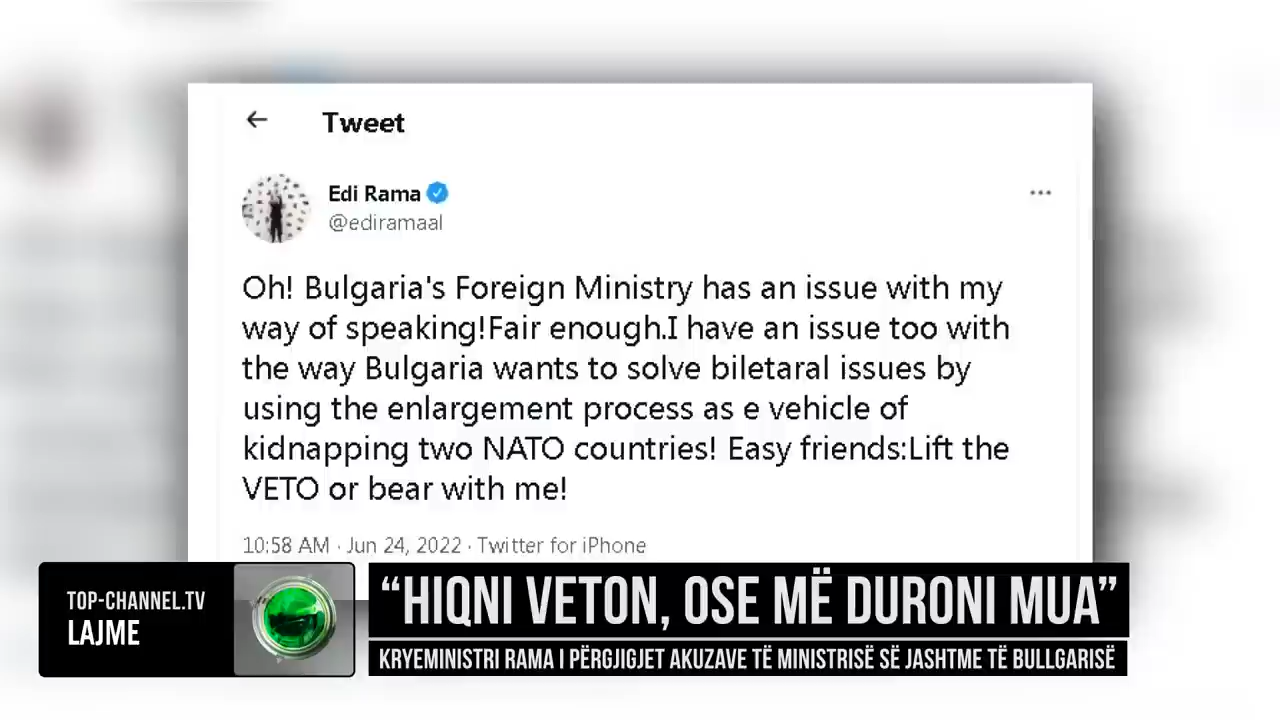 Tweet
Edi Rama
@ediramaal
Oh! Bulgaria's Foreign Ministry has an issue with my
way of speaking!Fair enough.I have an issue too with
the way Bulgaria wants to solve biletaral issues by
using the enlargement process as e vehicle of
kidnapping two NATO countries! Easy friends:Lift the
VETO or bear with me!
10:58 AM · Jun 24, 2022 · Twitter for iPhone
TOP-CHANNEL.TV
LAJME
“HIQNI VETON, OSE MË DURONI MUA”
KRYEMINISTRI RAMA I PËRGJIGJET AKUZAVE TË MINISTRISË SË JASHTME TË BULLGARISË